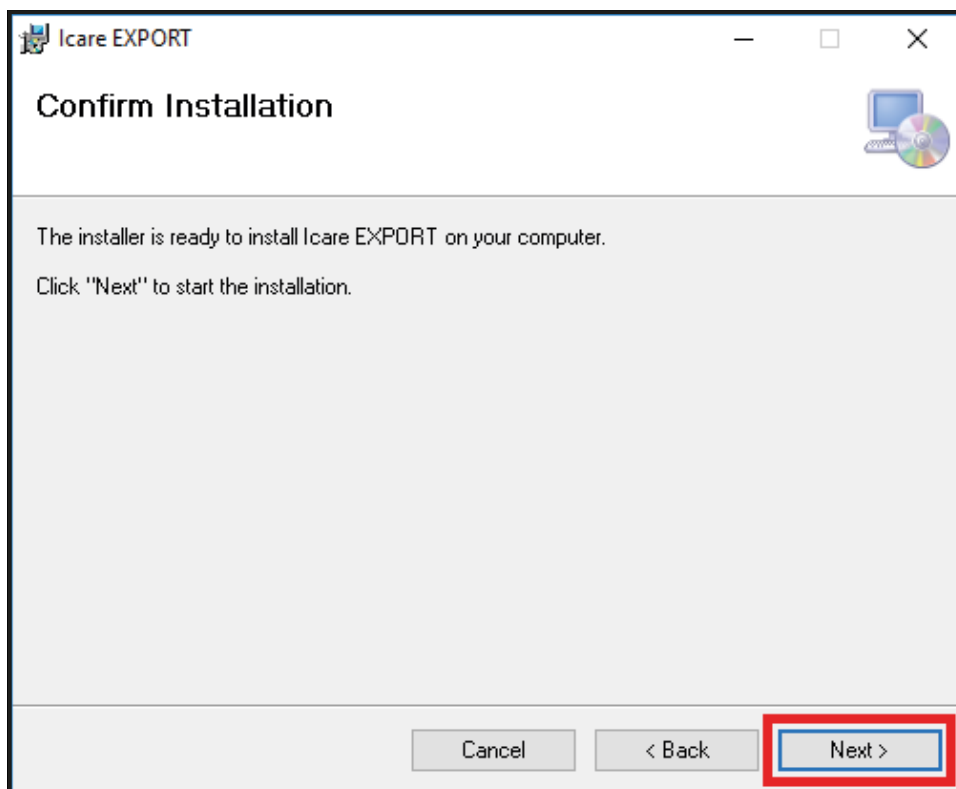 Icare EXPORT
Confirm Installation
The installer is ready to install Icare EXPORT on your computer.
Click "Next" to start the installation.
Cancel
< Back
Next >